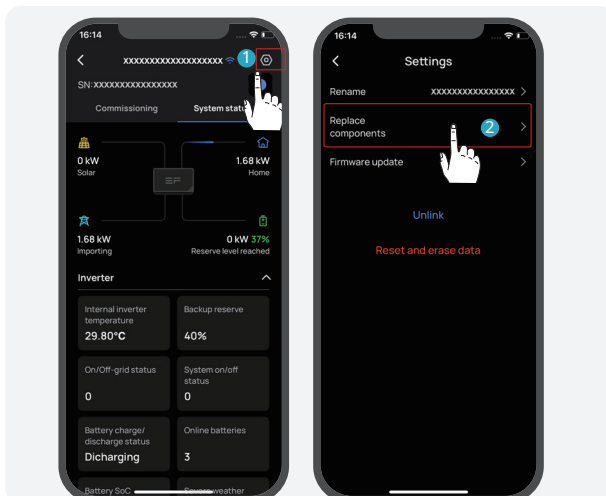 16:14
xxxxxxxxxxxxxxxxxxxx
1
SN:xxxxxxxxxxxxxxxxx
Commissioning
0 kW
Solar
1.68 kW
Home
1.68 kW
Importing
0 kW 37%
Reserve level reached
Inverter
Internal inverter
temperature
29.80°C
Backup reserve
40%
On/Off-grid status
0
System on/off
status
0
Battery charge/
discharge status
Dicharging
Online batteries
3
Battery SoC
weather
16:14
Settings
Rename
xxxxxxxxxxxxxxxx
Replace
components
2
Firmware update
Unlink
Reset and erase data